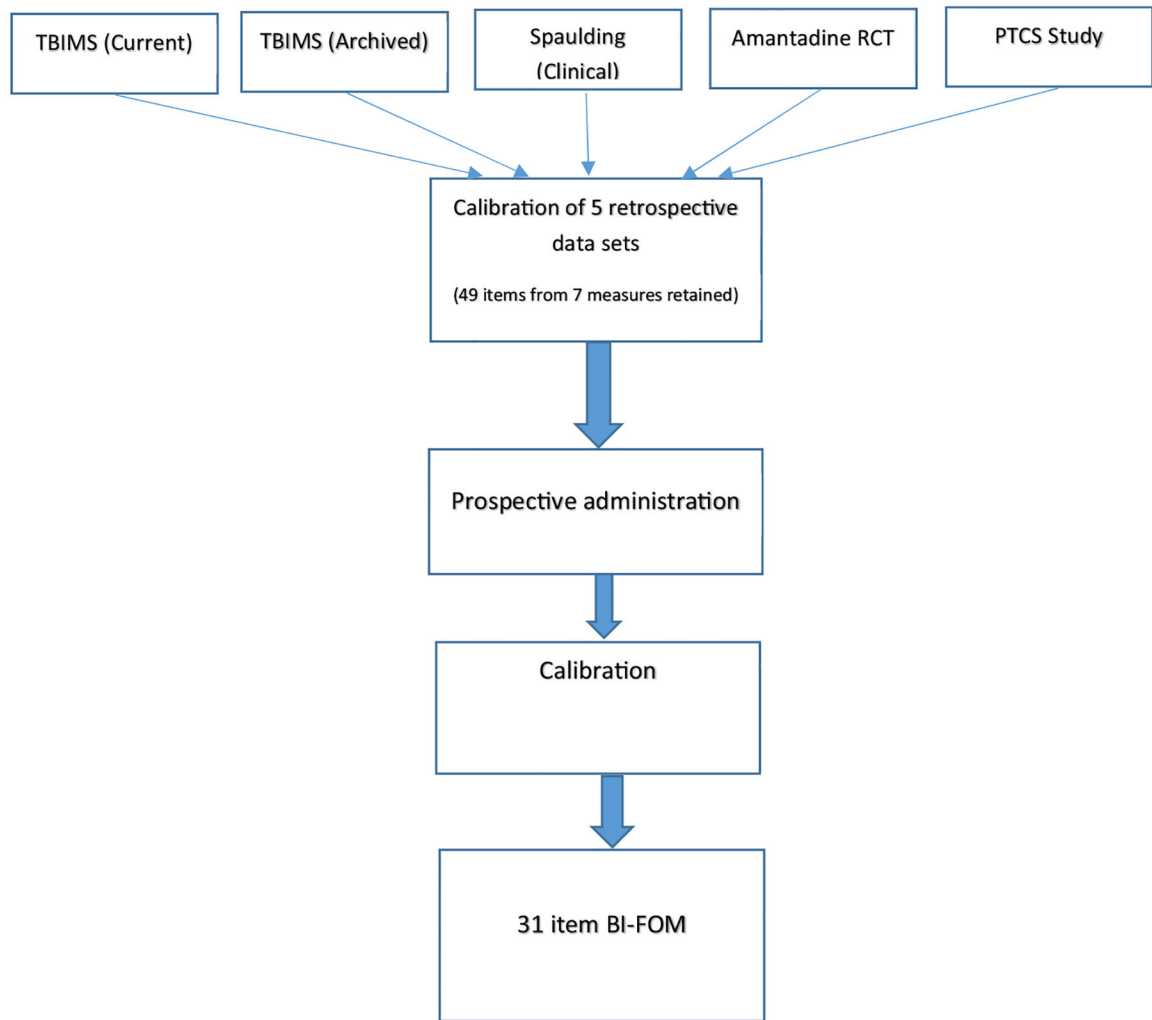 TBIMS (Current)
TBIMS (Archived)
Spaulding
(Clinical)
Amantadine RCT
PTCS Study
Calibration of 5 retrospective
data sets
(49 items from 7 measures retained)
Prospective administration
Calibration
31 item BI-FOM